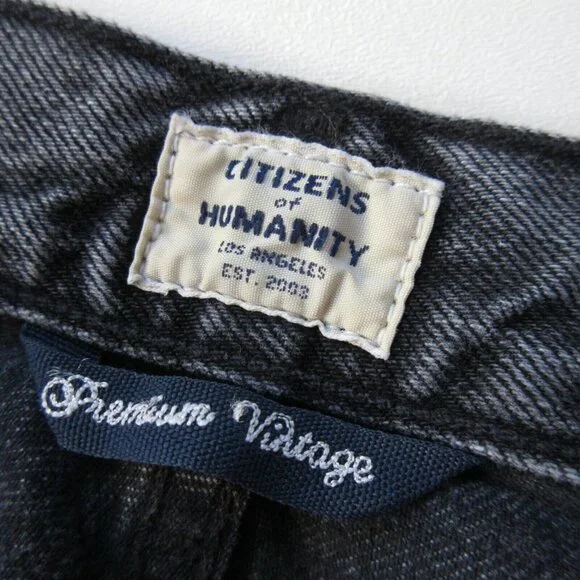 CITIZENS
of
HUMANITY
LOS ANGELES
EST. 2003
Premium Vintage